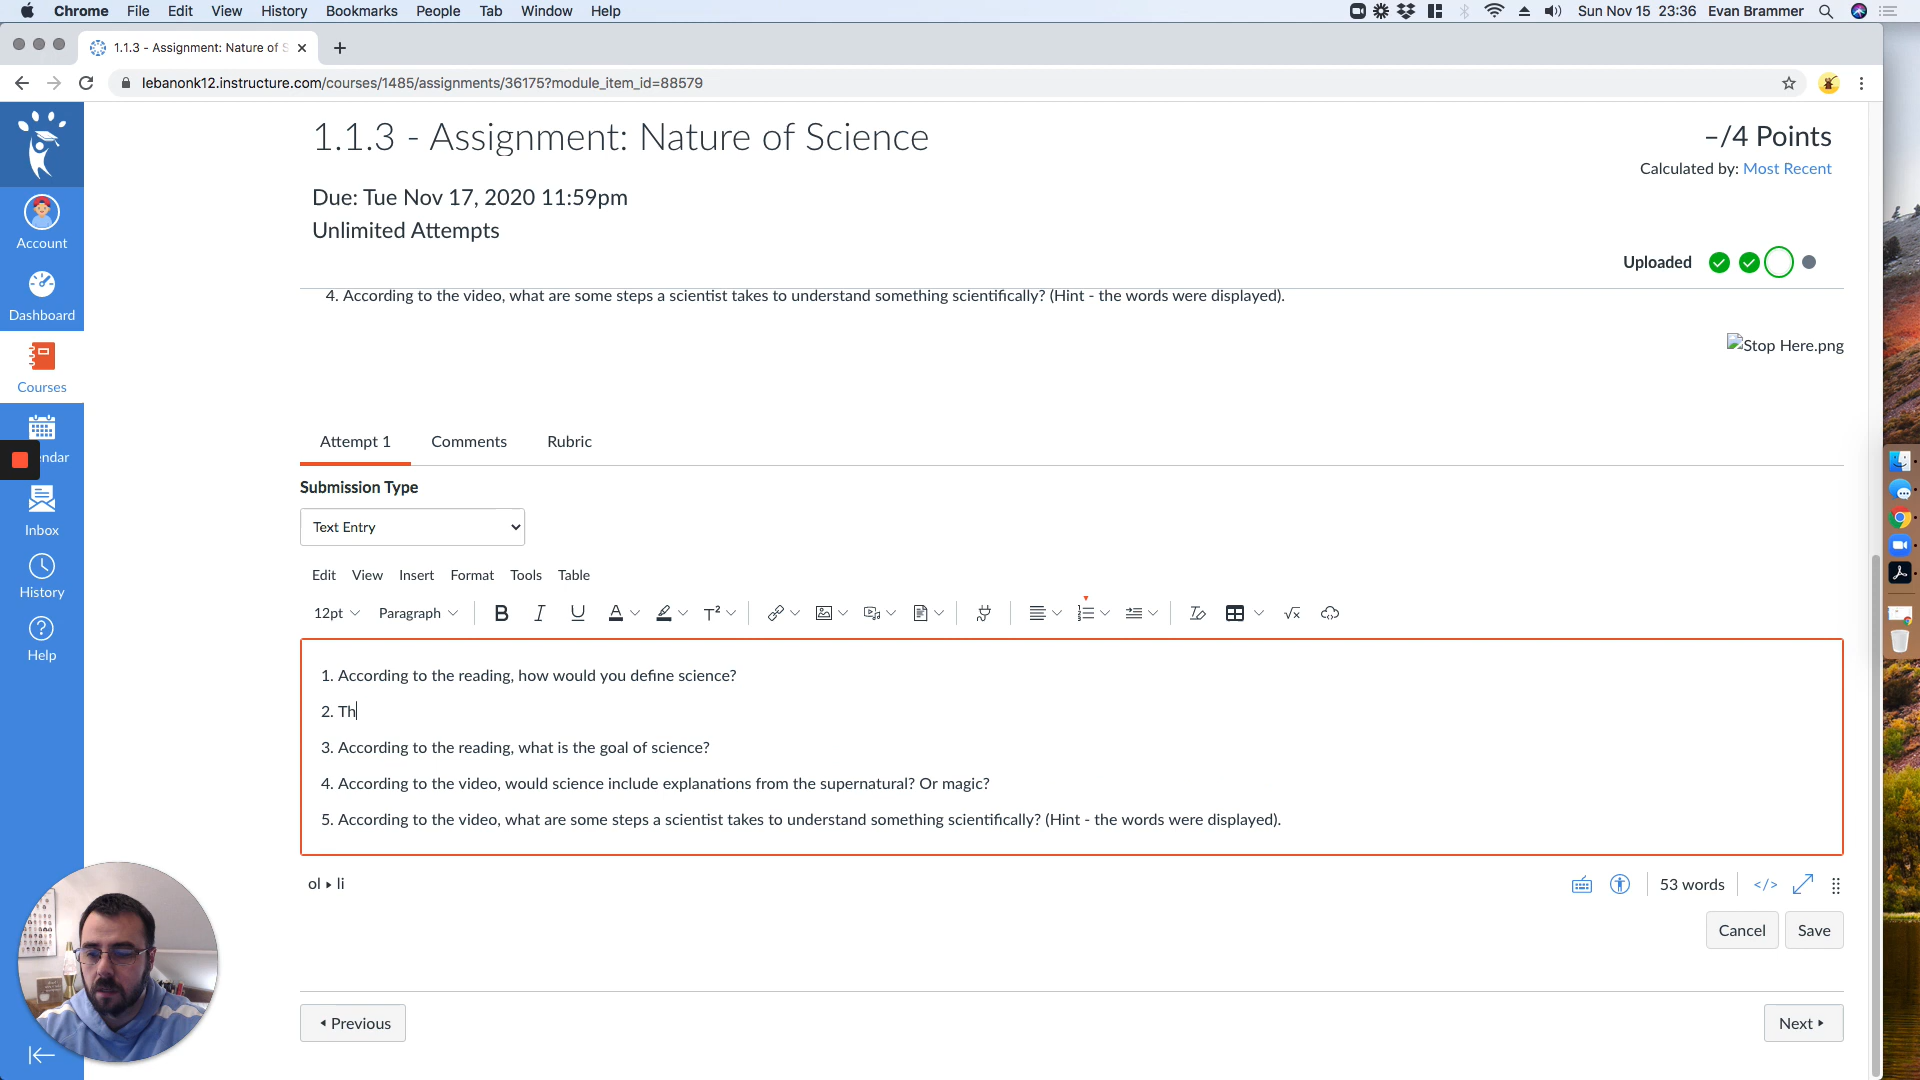 Chrome File Edit View History Bookmarks People Tab Window Help Sun Nov 15 23:36 Evan Brammer
1.1.3 - Assignment: Nature of S
lebanonk12.instructure.com/courses/1485/assignments/36175?module_item_id=88579
1.1.3 - Assignment: Nature of Science
–/4 Points
Calculated by: Most Recent
Due: Tue Nov 17, 2020 11:59pm
Unlimited Attempts
Uploaded
4. According to the video, what are some steps a scientist takes to understand something scientifically? (Hint - the words were displayed).
Stop Here.png
Account
Dashboard
Courses
endar
Inbox
History
Help
Attempt 1 Comments Rubric
Submission Type
Text Entry
Edit View Insert Format Tools Table
12pt Paragraph B I U A T²
1. According to the reading, how would you define science?
2. Th
3. According to the reading, what is the goal of science?
4. According to the video, would science include explanations from the supernatural? Or magic?
5. According to the video, what are some steps a scientist takes to understand something scientifically? (Hint - the words were displayed).
ol ▸ li
53 words </>
Cancel Save
Previous
Next